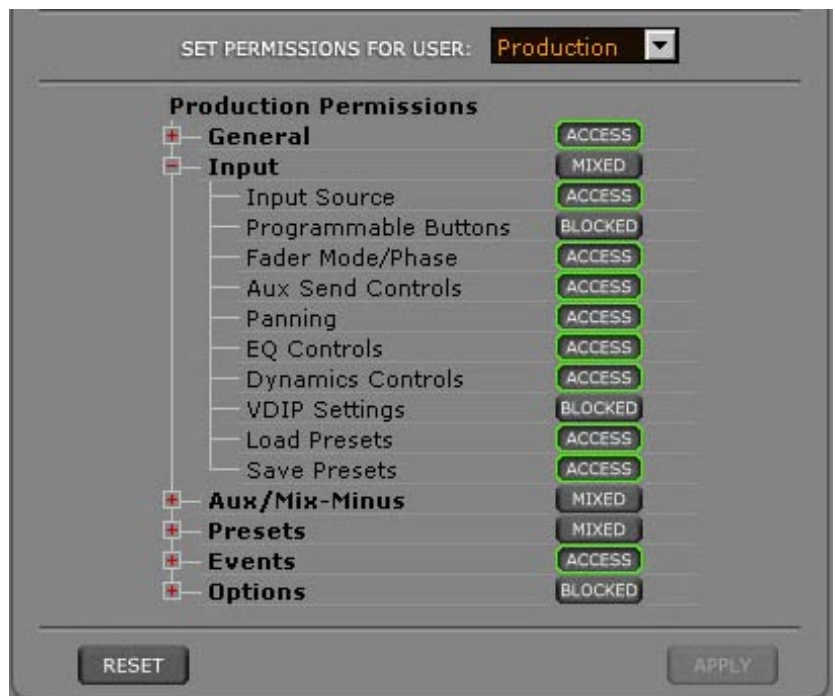 SET PERMISSIONS FOR USER: Production
Production Permissions
General ACCESS
Input MIXED
Input Source ACCESS
Programmable Buttons BLOCKED
Fader Mode/Phase ACCESS
Aux Send Controls ACCESS
Panning ACCESS
EQ Controls ACCESS
Dynamics Controls ACCESS
VDIP Settings BLOCKED
Load Presets ACCESS
Save Presets ACCESS
Aux/Mix-Minus MIXED
Presets MIXED
Events ACCESS
Options BLOCKED
RESET APPLY